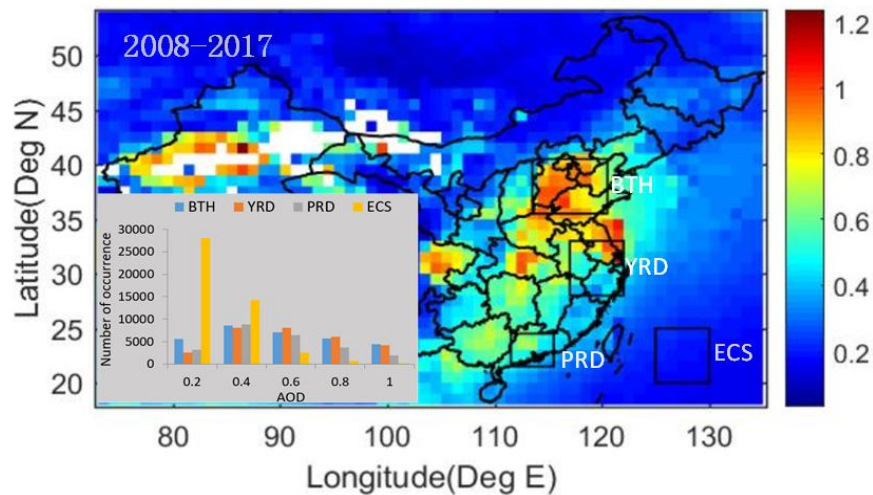 2008-2017
Latitude(Deg N)
50
45
40
35
30
25
20
80
90
100
110
120
130
Longitude(Deg E)
BTH
YRD
PRD
ECS
1.2
1
0.8
0.6
0.4
0.2
BTH YRD PRD ECS
Number of occurrence
30000
25000
20000
15000
10000
5000
0
0.2 0.4 0.6 0.8 1
AOD